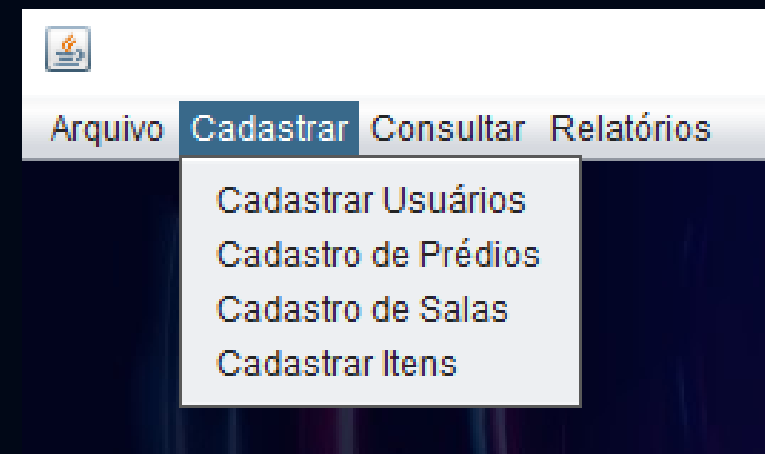 Arquivo Cadastrar Consultar Relatórios
Cadastrar Usuários
Cadastro de Prédios
Cadastro de Salas
Cadastrar Itens